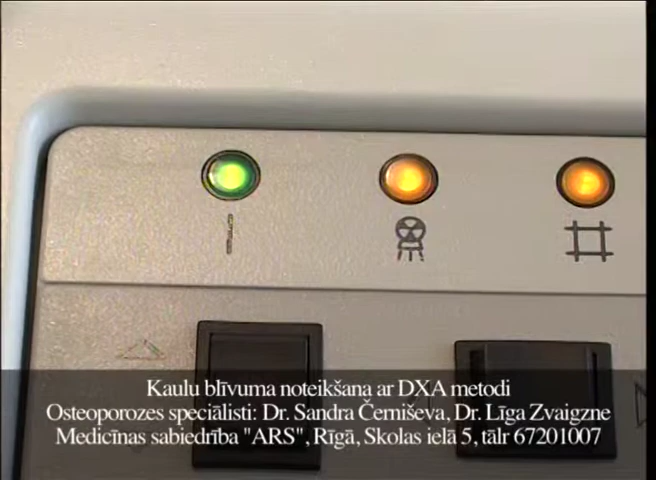 Kaulu blīvuma noteikšana ar DXA metodi
Osteoporozes speciālisti: Dr. Sandra Černiševa, Dr. Līga Zvaigzne
Medicīnas sabiedrība "ARS", Rīgā, Skolas ielā 5, tālr 67201007